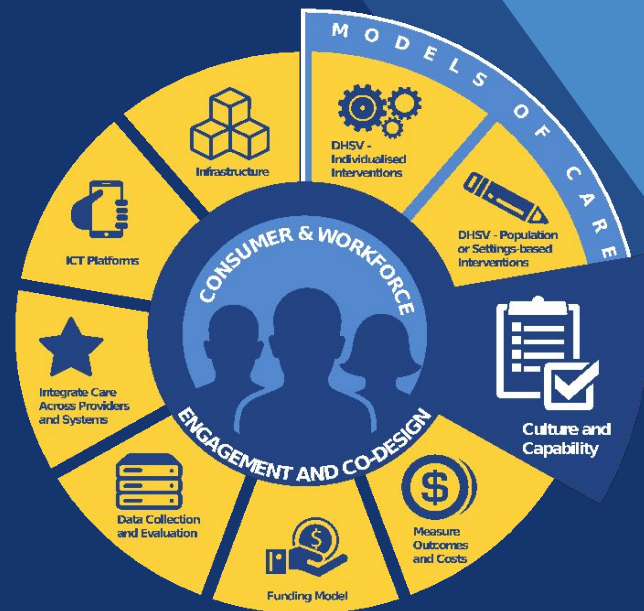 MODELS OF CARE
DHSV -
Individualised
Interventions
DHSV - Population
or Settings-based
Interventions
Culture and
Capability
Measure
Outcomes
and Costs
$
Funding Model
$
Data Collection
and Evaluation
Integrate Care
Across Providers
and Systems
ICT Platforms
Infrastructure
CONSUMER & WORKFORCE
ENGAGEMENT AND CO-DESIGN